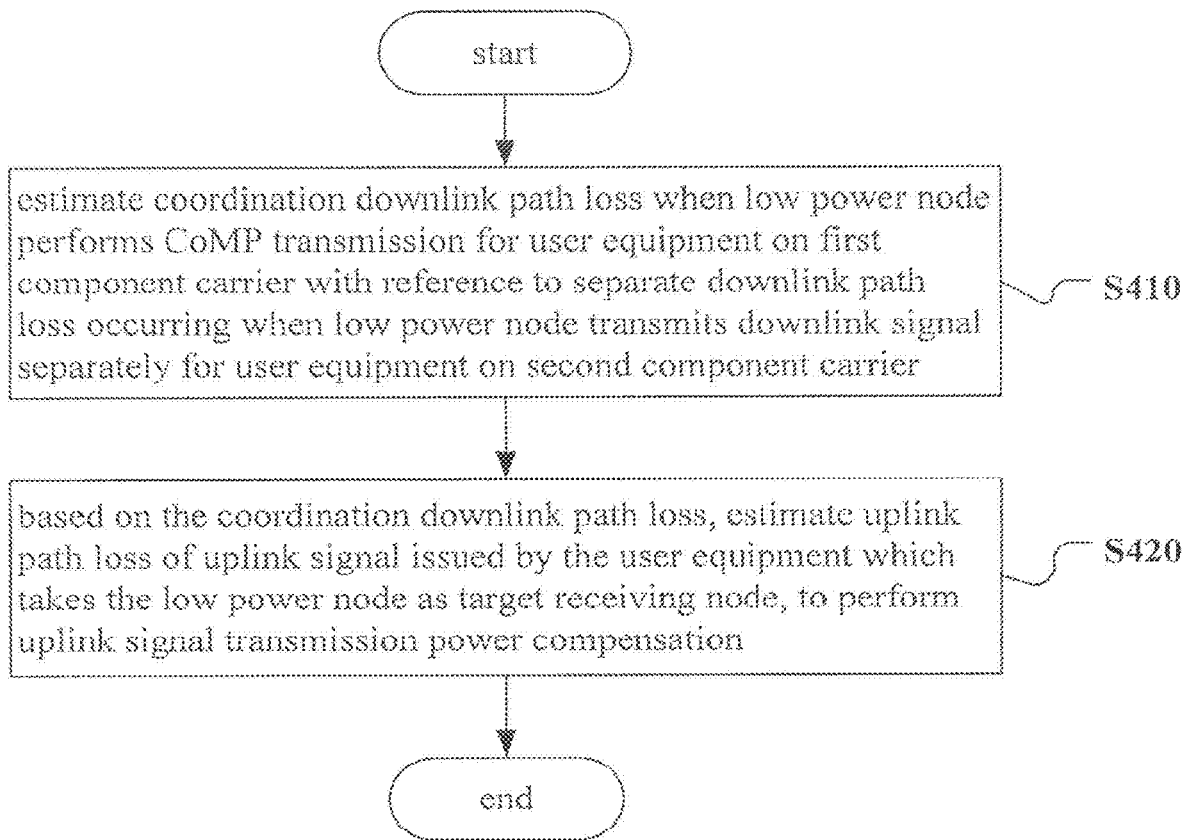 start
estimate coordination downlink path loss when low power node
performs CoMP transmission for user equipment on first
component carrier with reference to separate downlink path
loss occurring when low power node transmits downlink signal
separately for user equipment on second component carrier
S410
based on the coordination downlink path loss, estimate uplink
path loss of uplink signal issued by the user equipment which
takes the low power node as target receiving node, to perform
uplink signal transmission power compensation
S420
end